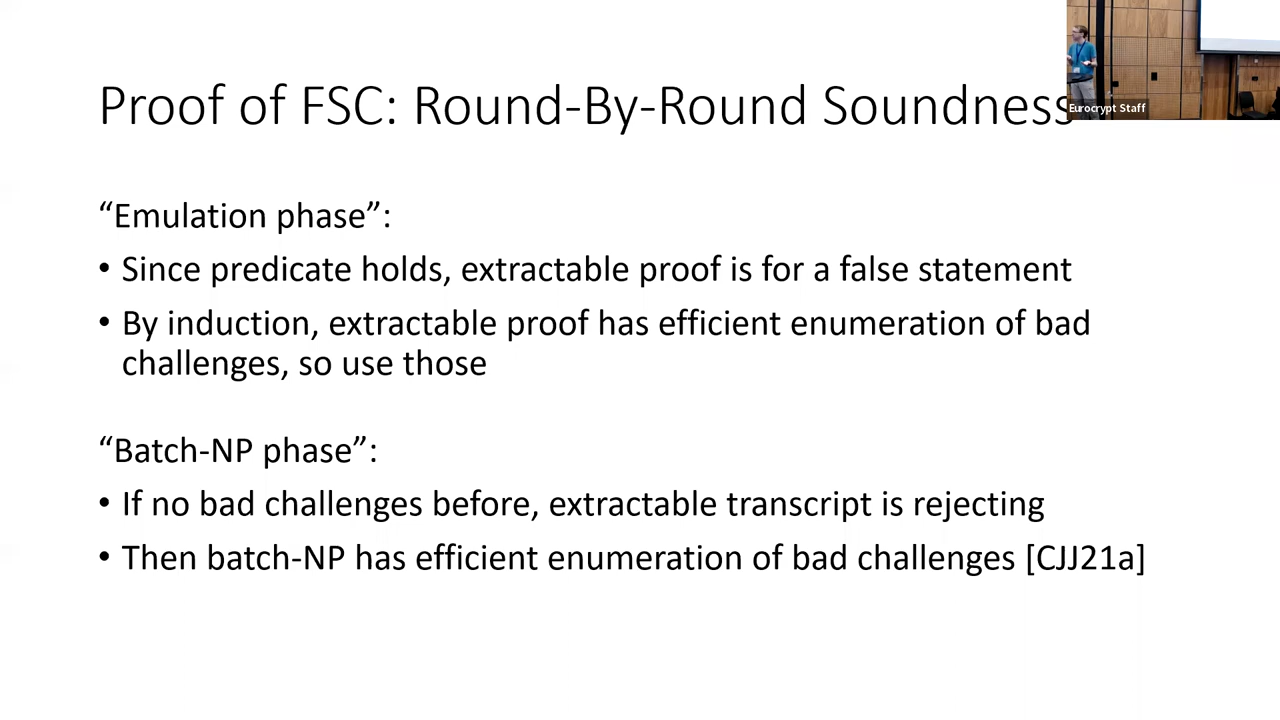 Proof of FSC: Round-By-Round Soundness
Eurocrypt Staff
“Emulation phase”:
• Since predicate holds, extractable proof is for a false statement
• By induction, extractable proof has efficient enumeration of bad
challenges, so use those
“Batch-NP phase”:
• If no bad challenges before, extractable transcript is rejecting
• Then batch-NP has efficient enumeration of bad challenges [CJJ21a]